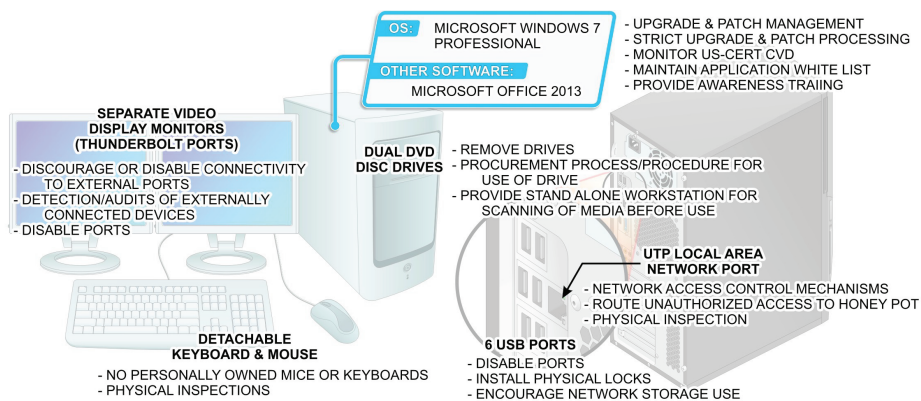 OS: MICROSOFT WINDOWS 7
PROFESSIONAL
OTHER SOFTWARE:
MICROSOFT OFFICE 2013
- UPGRADE & PATCH MANAGEMENT
- STRICT UPGRADE & PATCH PROCESSING
- MONITOR US-CERT CVD
- MAINTAIN APPLICATION WHITE LIST
- PROVIDE AWARENESS TRAIING
SEPARATE VIDEO
DISPLAY MONITORS
(THUNDERBOLT PORTS)
- DISCOURAGE OR DISABLE CONNECTIVITY
TO EXTERNAL PORTS
- DETECTION/AUDITS OF EXTERNALLY
CONNECTED DEVICES
- DISABLE PORTS
DUAL DVD
DISC DRIVES
- REMOVE DRIVES
- PROCUREMENT PROCESS/PROCEDURE FOR
USE OF DRIVE
- PROVIDE STAND ALONE WORKSTATION FOR
SCANNING OF MEDIA BEFORE USE
UTP LOCAL AREA
NETWORK PORT
- NETWORK ACCESS CONTROL MECHANISMS
- ROUTE UNAUTHORIZED ACCESS TO HONEY POT
- PHYSICAL INSPECTION
DETACHABLE
KEYBOARD & MOUSE
- NO PERSONALLY OWNED MICE OR KEYBOARDS
- PHYSICAL INSPECTIONS
6 USB PORTS
- DISABLE PORTS
- INSTALL PHYSICAL LOCKS
- ENCOURAGE NETWORK STORAGE USE